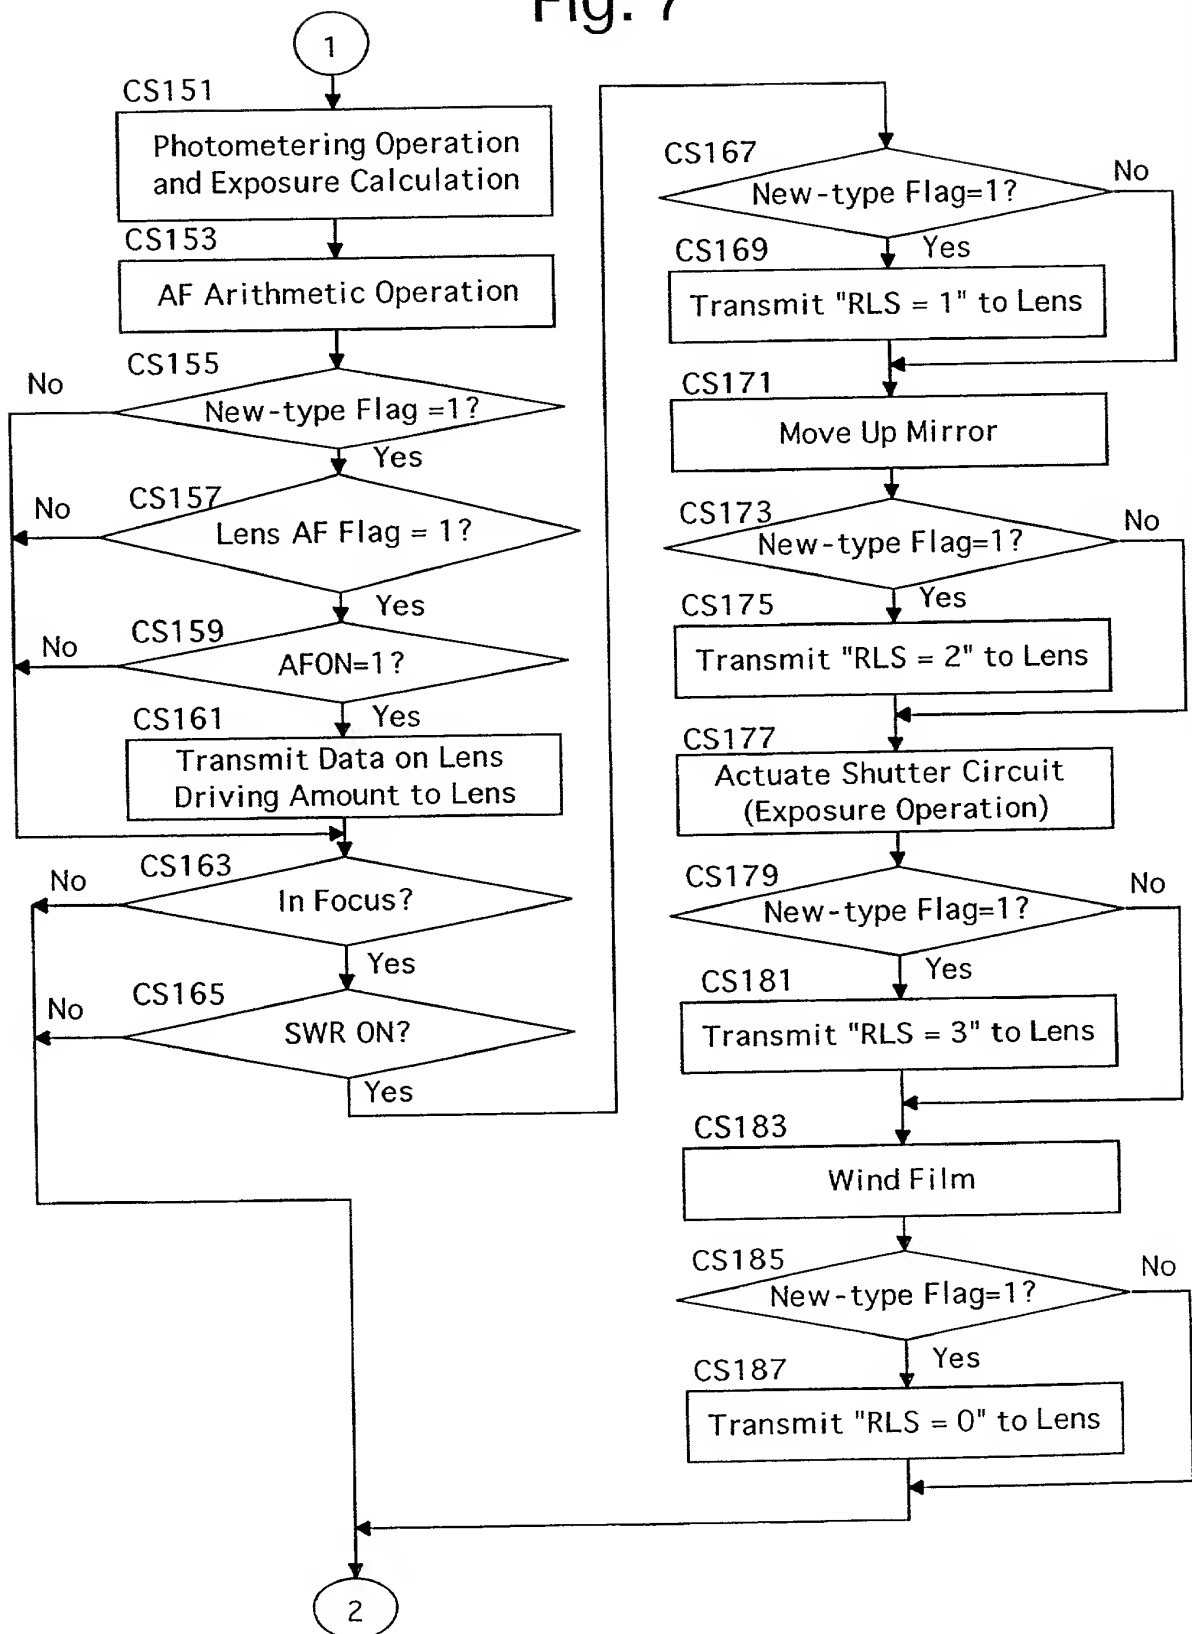 Fig. 7
1
CS151
Photometering Operation
and Exposure Calculation
CS153
AF Arithmetic Operation
CS155
No
New-type Flag =1?
Yes
CS157
No
Lens AF Flag = 1?
Yes
CS159
No
AFON=1?
Yes
CS161
Transmit Data on Lens
Driving Amount to Lens
CS163
No
In Focus?
Yes
CS165
No
SWR ON?
Yes
CS167
No
New-type Flag=1?
Yes
CS169
Transmit "RLS = 1" to Lens
CS171
Move Up Mirror
CS173
No
New-type Flag=1?
Yes
CS175
Transmit "RLS = 2" to Lens
CS177
Actuate Shutter Circuit
(Exposure Operation)
CS179
No
New-type Flag=1?
Yes
CS181
Transmit "RLS = 3" to Lens
CS183
Wind Film
CS185
No
New-type Flag=1?
Yes
CS187
Transmit "RLS = 0" to Lens
2